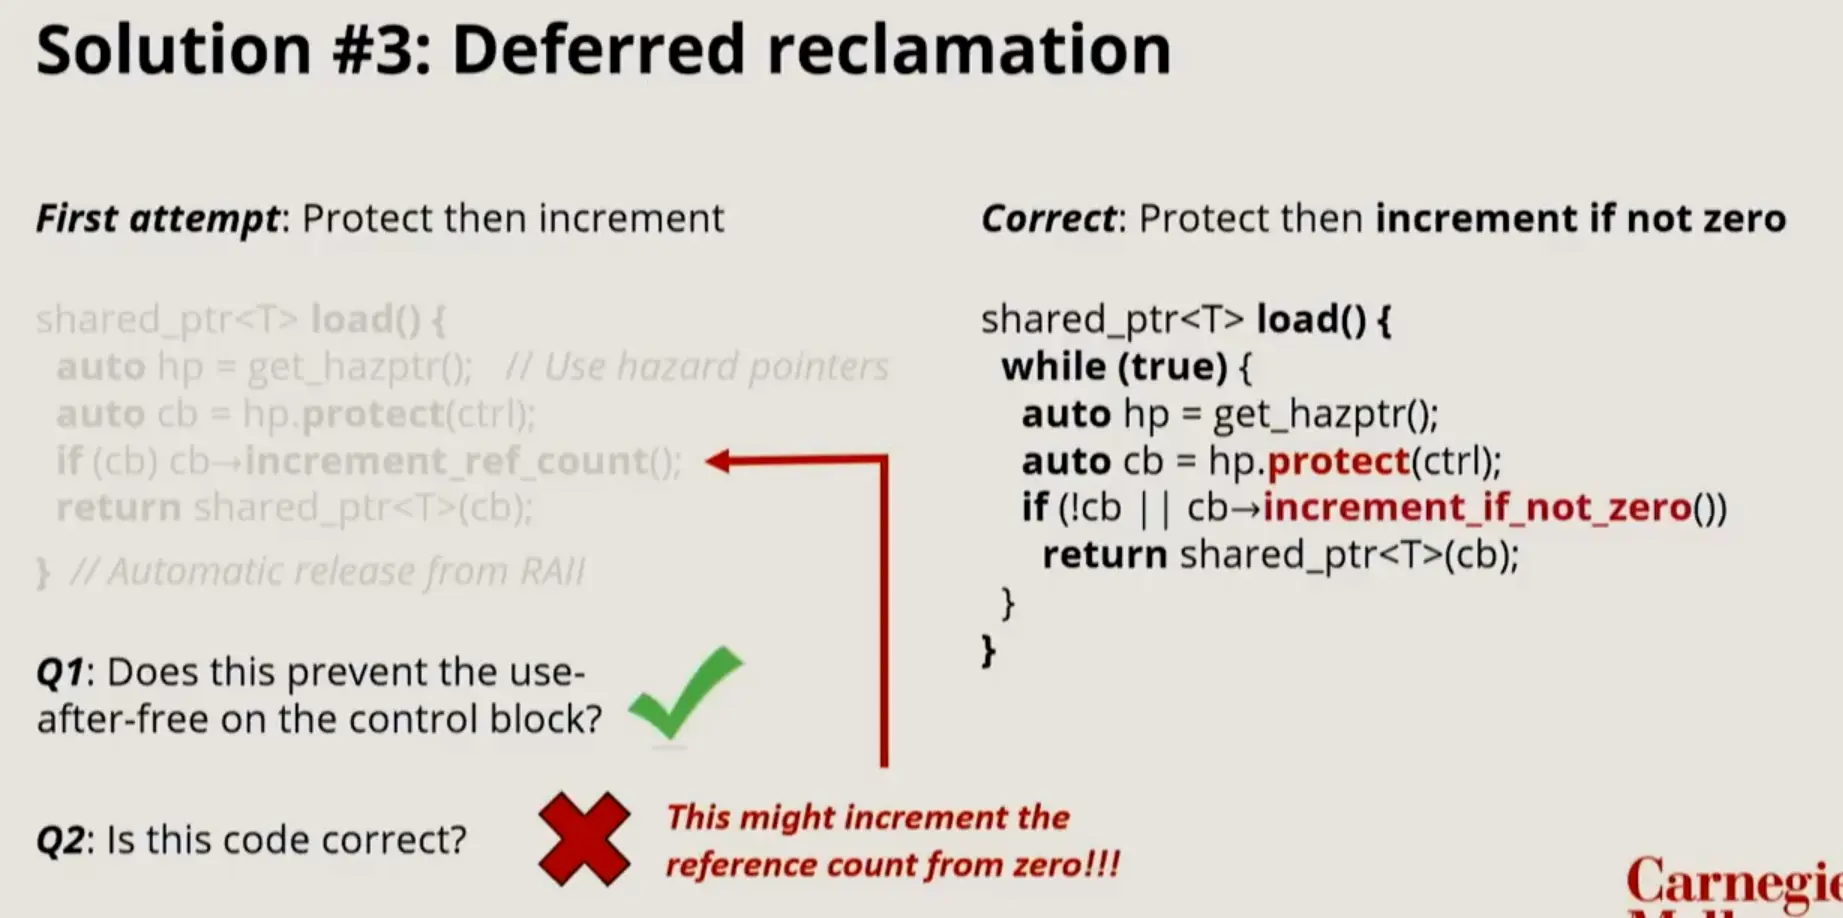 Solution #3: Deferred reclamation
First attempt: Protect then increment
shared_ptr<T> load() {
auto hp = get_hazptr(); // Use hazard pointers
auto cb = hp.protect(ctrl);
if (cb) cb→increment_ref_count();
return shared_ptr<T>(cb);
} // Automatic release from RAII
Q1: Does this prevent the use-
after-free on the control block?
Q2: Is this code correct?
This might increment the
reference count from zero!!!
Correct: Protect then increment if not zero
shared_ptr<T> load() {
while (true) {
auto hp = get_hazptr();
auto cb = hp.protect(ctrl);
if (!cb || cb→increment_if_not_zero())
return shared_ptr<T>(cb);
}
}
Carnegie